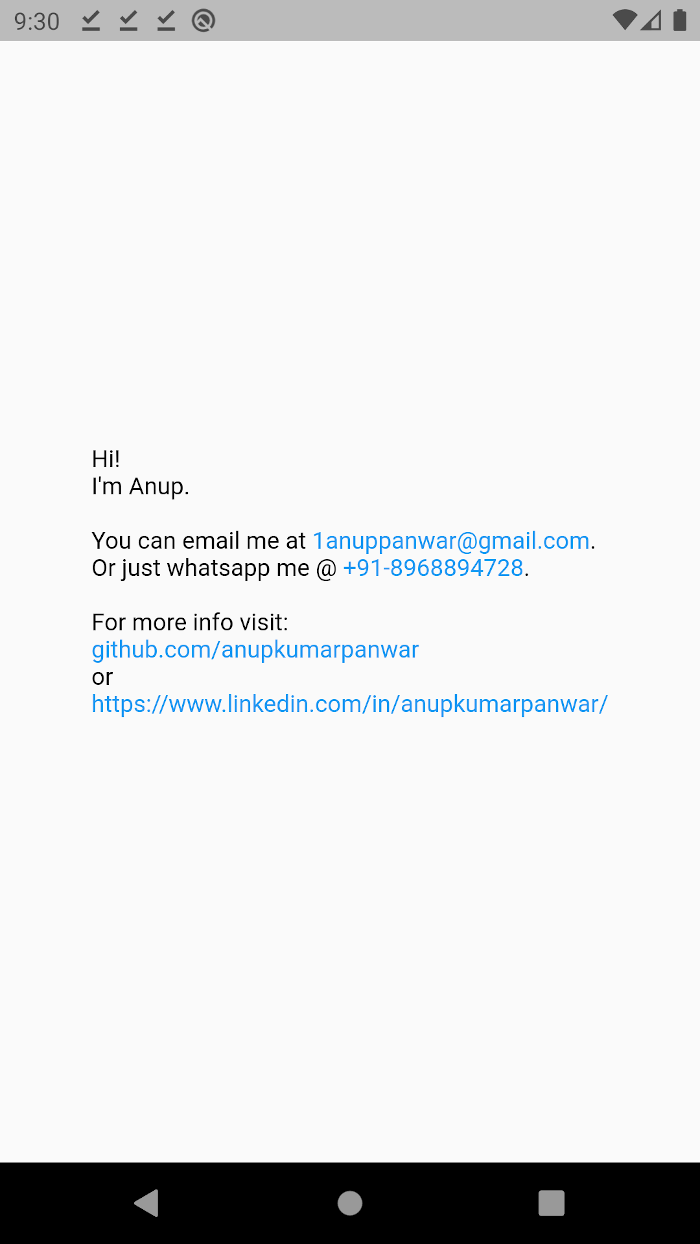 9:30
Hi!
I'm Anup.
You can email me at 1anuppanwar@gmail.com.
Or just whatsapp me @ +91-8968894728.
For more info visit:
github.com/anupkumarpanwar
or
https://www.linkedin.com/in/anupkumarpanwar/